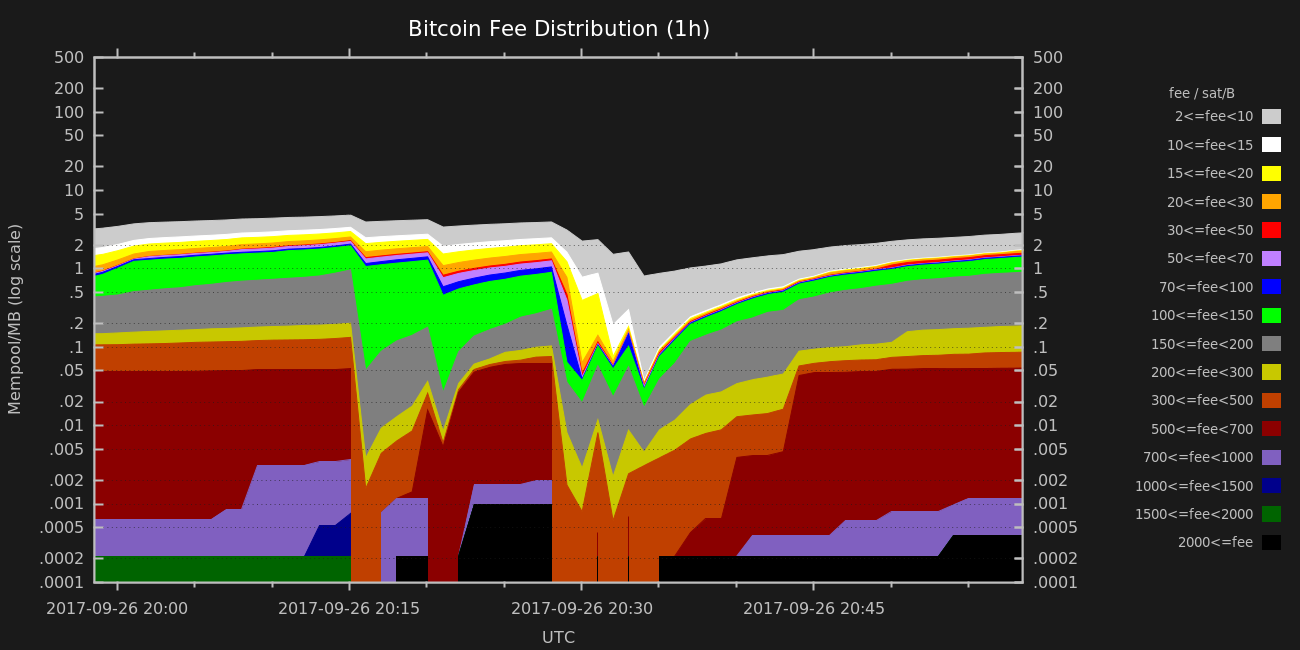 Bitcoin Fee Distribution (1h)
Mempool/MB (log scale)
500
200
100
50
20
10
5
2
1
.5
.2
.1
.05
.02
.01
.005
.002
.001
.0005
.0002
.0001
500
200
100
50
20
10
5
2
1
.5
.2
.1
.05
.02
.01
.005
.002
.001
.0005
.0002
.0001
2017-09-26 20:00 2017-09-26 20:15 2017-09-26 20:30 2017-09-26 20:45
UTC
fee / sat/B
2<=fee<10
10<=fee<15
15<=fee<20
20<=fee<30
30<=fee<50
50<=fee<70
70<=fee<100
100<=fee<150
150<=fee<200
200<=fee<300
300<=fee<500
500<=fee<700
700<=fee<1000
1000<=fee<1500
1500<=fee<2000
2000<=fee